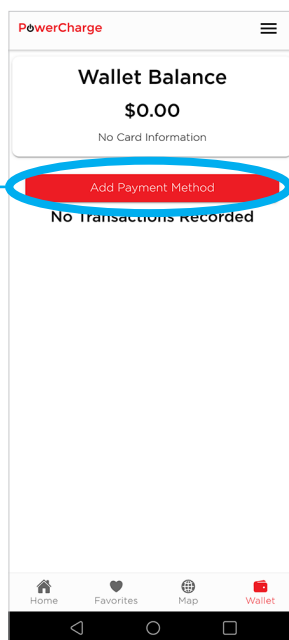 PowerCharge
Wallet Balance
$0.00
No Card Information
Add Payment Method
No Transactions Recorded
Home Favorites Map Wallet